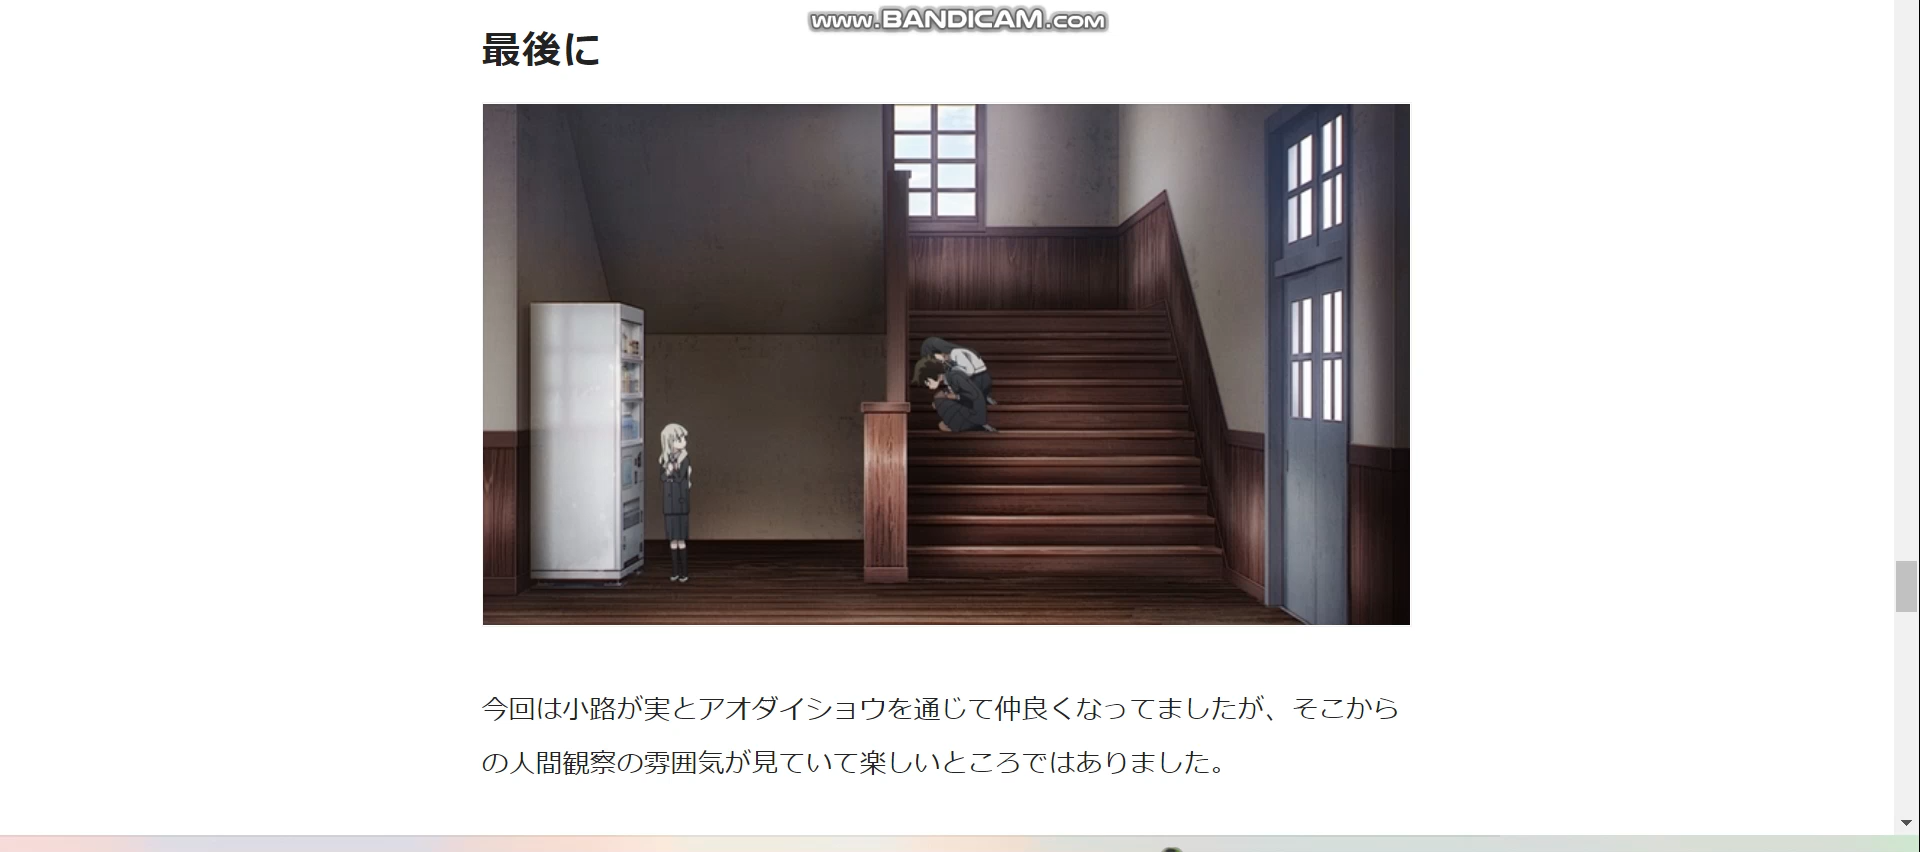 www.BANDICAM.com
最後に
今回は小路が実とアオダイショウを通じて仲良くなってましたが、そこから
の人間観察の雰囲気が見ていて楽しいところではありました。